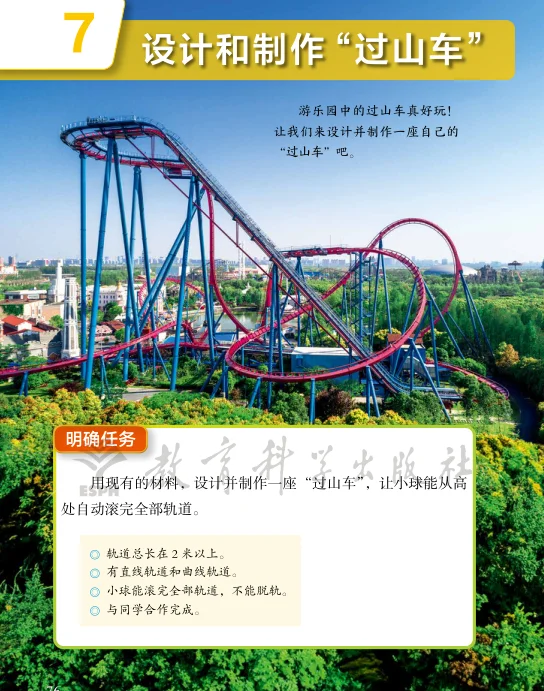 7
设计和制作“过山车”
游乐园中的过山车真好玩！
让我们来设计并制作一座自己的
“过山车”吧。
明确任务
教育科学出版社
ESPH
用现有的材料、设计并制作一座“过山车”，让小球能从高
处自动滚完全部轨道。
◎ 轨道总长在 2 米以上。
◎ 有直线轨道和曲线轨道。
◎ 小球能滚完全部轨道，不能脱轨。
◎ 与同学合作完成。